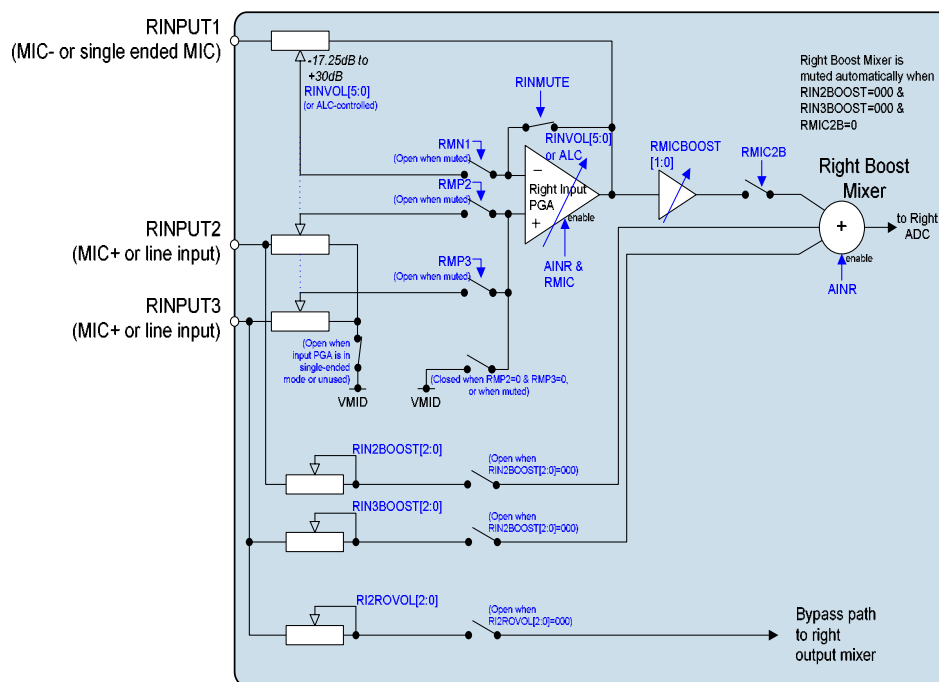 RINPUT1
(MIC- or single ended MIC)
-17.25dB to
+30dB
RINVOL[5:0]
(or ALC-controlled)
Right Boost Mixer is
muted automatically when
RIN2BOOST=000 &
RIN3BOOST=000 &
RMIC2B=0
RINMUTE
RINVOL[5:0]
or ALC
RMN1
(Open when muted)
RMICBOOST
[1:0]
RMIC2B
Right Boost
Mixer
−
Right Input
PGA
+
enable
RMP2
(Open when muted)
+
enable
to Right
ADC
RINPUT2
(MIC+ or line input)
RMP3
(Open when muted)
AINR &
RMIC
AINR
RINPUT3
(MIC+ or line input)
(Open when
input PGA is in
single-ended
mode or unused)
VMID
VMID
(Closed when RMP2=0 & RMP3=0,
or when muted)
RIN2BOOST[2:0]
(Open when
RIN2BOOST[2:0]=000)
RIN3BOOST[2:0]
(Open when
RIN2BOOST[2:0]=000)
RI2ROVOL[2:0]
(Open when
RI2ROVOL[2:0]=000)
Bypass path
to right
output mixer